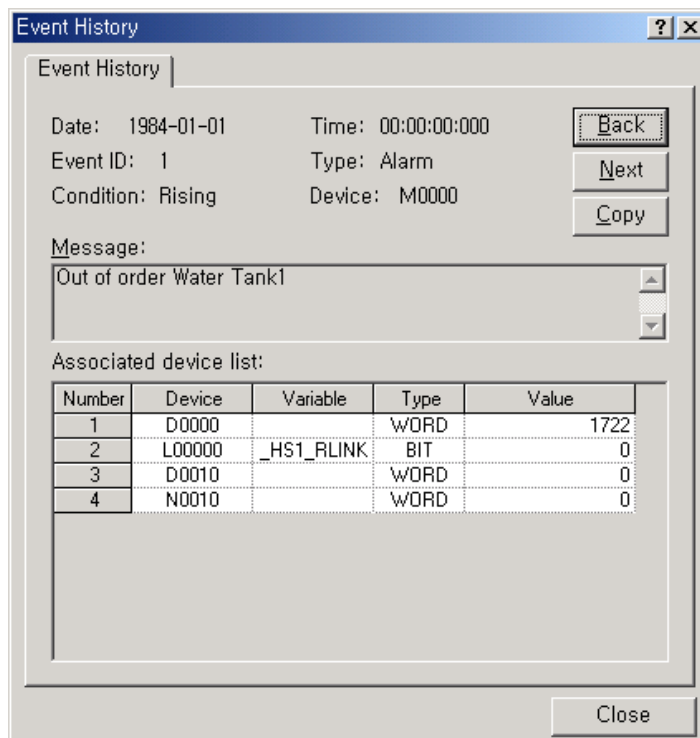 Event History
Event History
Date: 1984-01-01 Time: 00:00:00:000 Back
Event ID: 1 Type: Alarm Next
Condition: Rising Device: M0000 Copy
Message:
Out of order Water Tank1
Associated device list:
Number Device Variable Type Value
1 D0000 WORD 1722
2 L00000 _HS1_RLINK BIT 0
3 D0010 WORD 0
4 N0010 WORD 0
Close